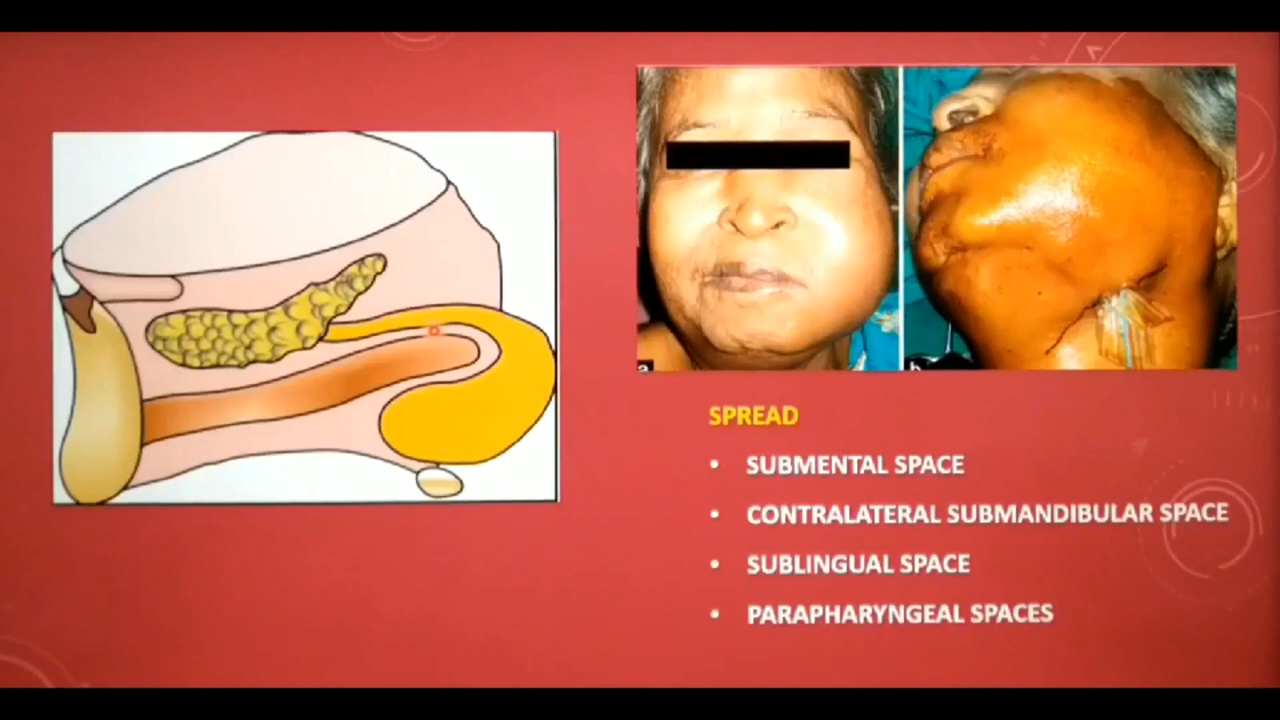 a
b
SPREAD
• SUBMENTAL SPACE
• CONTRALATERAL SUBMANDIBULAR SPACE
• SUBLINGUAL SPACE
• PARAPHARYNGEAL SPACES